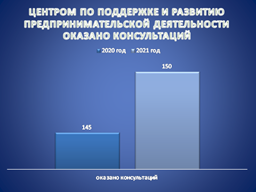 ЦЕНТРОМ ПО ПОДДЕРЖКЕ И РАЗВИТИЮ
ПРЕДПРИНИМАТЕЛЬСКОЙ ДЕЯТЕЛЬНОСТИ
ОКАЗАНО КОНСУЛЬТАЦИЙ
2020 год 2021 год
150
145
оказано консультаций